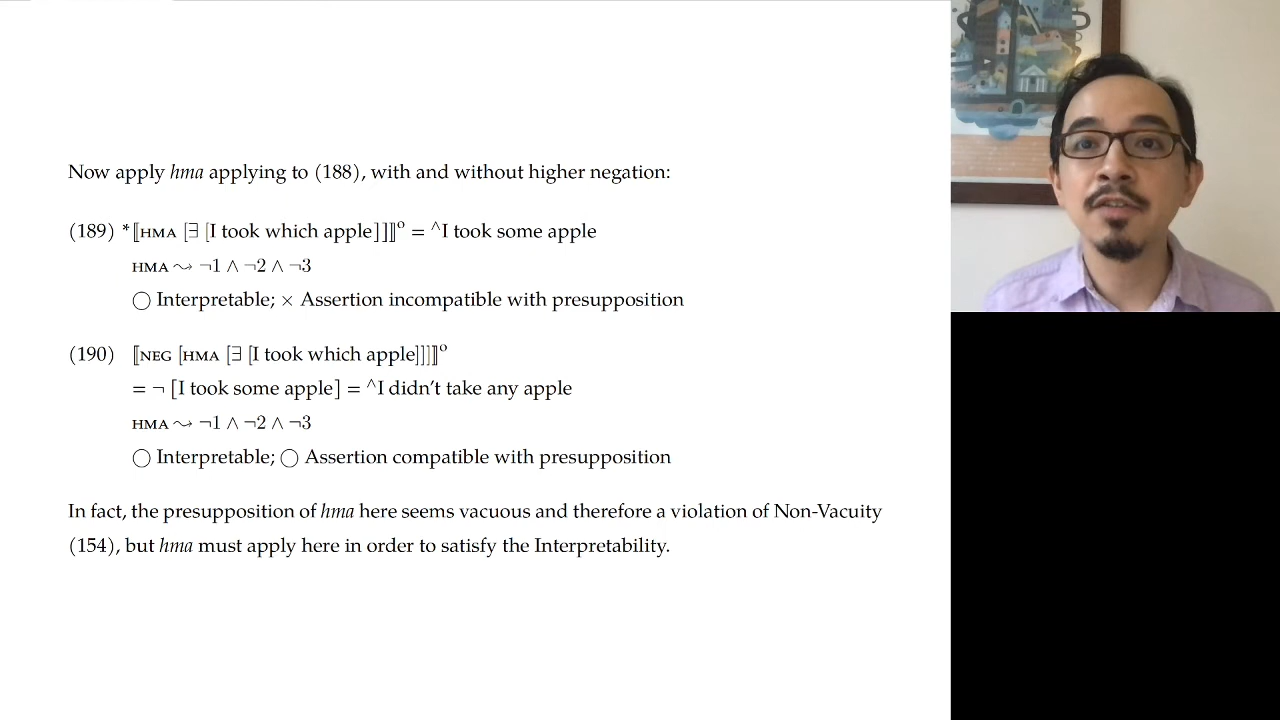 Now apply hma applying to (188), with and without higher negation:
(189) *⟦HMA [∃ [I took which apple]]⟧ᵒ = ^I took some apple
HMA ⤳ ¬1 ∧ ¬2 ∧ ¬3
◯ Interpretable; × Assertion incompatible with presupposition
(190) ⟦NEG [HMA [∃ [I took which apple]]]⟧ᵒ
= ¬ [I took some apple] = ^I didn't take any apple
HMA ⤳ ¬1 ∧ ¬2 ∧ ¬3
◯ Interpretable; ◯ Assertion compatible with presupposition
In fact, the presupposition of hma here seems vacuous and therefore a violation of Non-Vacuity
(154), but hma must apply here in order to satisfy the Interpretability.